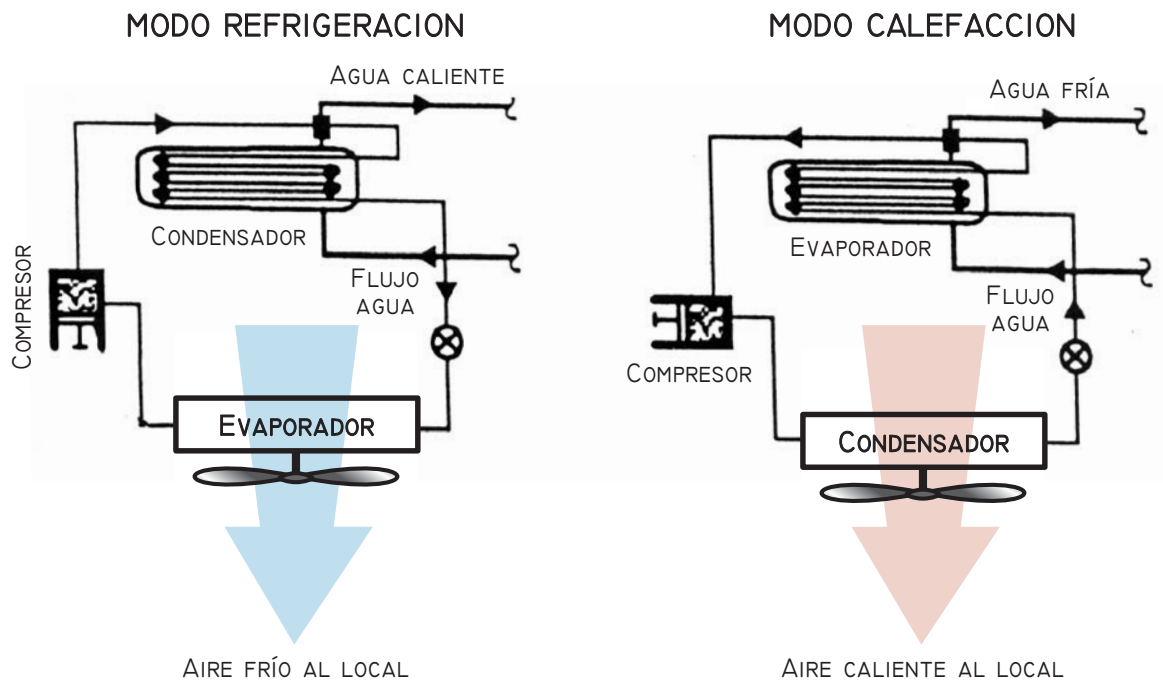 MODO REFRIGERACION
AGUA CALIENTE
CONDENSADOR
FLUJO
AGUA
COMPRESOR
EVAPORADOR
AIRE FRÍO AL LOCAL
MODO CALEFACCION
AGUA FRÍA
EVAPORADOR
FLUJO
AGUA
COMPRESOR
CONDENSADOR
AIRE CALIENTE AL LOCAL